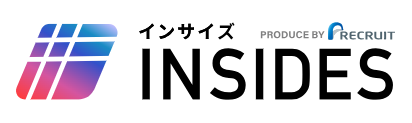 インサイズ PRODUCE BY RECRUIT
INSIDES